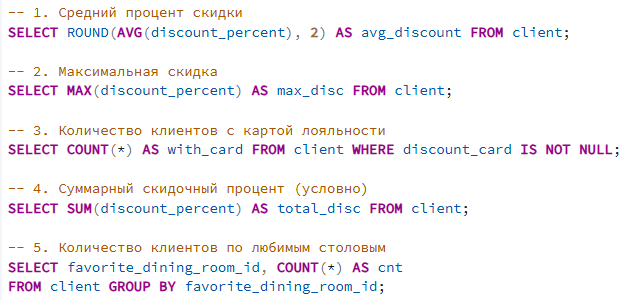 -- 1. Средний процент скидки
SELECT ROUND(AVG(discount_percent), 2) AS avg_discount FROM client;
-- 2. Максимальная скидка
SELECT MAX(discount_percent) AS max_disc FROM client;
-- 3. Количество клиентов с картой лояльности
SELECT COUNT(*) AS with_card FROM client WHERE discount_card IS NOT NULL;
-- 4. Суммарный скидочный процент (условно)
SELECT SUM(discount_percent) AS total_disc FROM client;
-- 5. Количество клиентов по любимым столовым
SELECT favorite_dining_room_id, COUNT(*) AS cnt
FROM client GROUP BY favorite_dining_room_id;